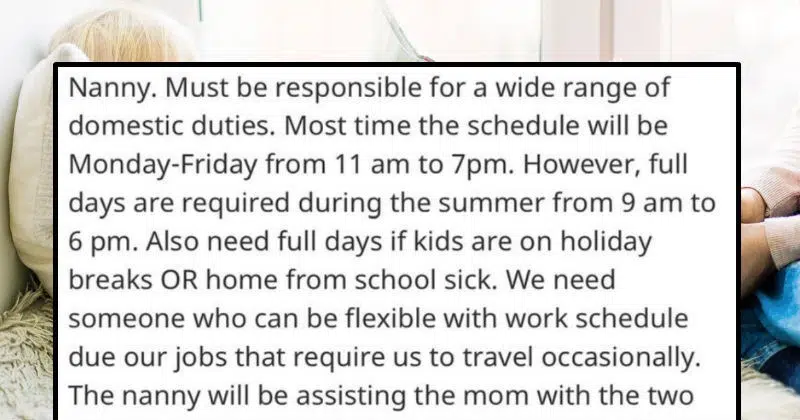 Nanny. Must be responsible for a wide range of
domestic duties. Most time the schedule will be
Monday-Friday from 11 am to 7pm. However, full
days are required during the summer from 9 am to
6 pm. Also need full days if kids are on holiday
breaks OR home from school sick. We need
someone who can be flexible with work schedule
due our jobs that require us to travel occasionally.
The nanny will be assisting the mom with the two